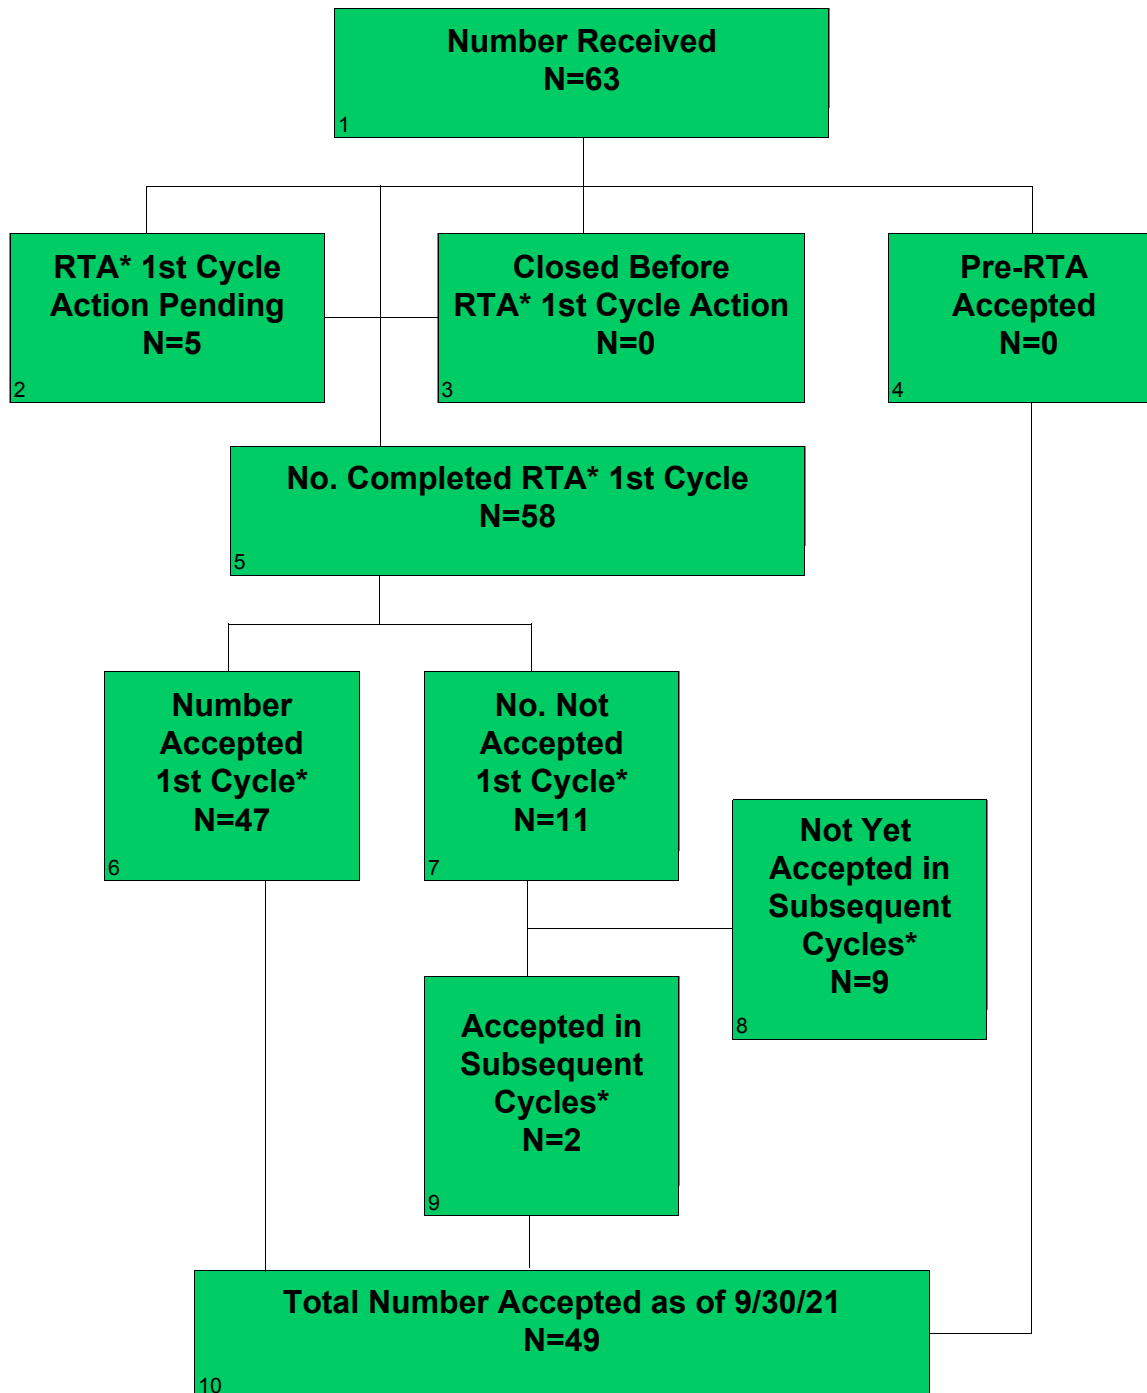 Number Received
N=63
1
RTA* 1st Cycle
Action Pending
N=5
2
Closed Before
RTA* 1st Cycle Action
N=0
3
Pre-RTA
Accepted
N=0
4
No. Completed RTA* 1st Cycle
N=58
5
Number
Accepted
1st Cycle*
N=47
6
No. Not
Accepted
1st Cycle*
N=11
7
Not Yet
Accepted in
Subsequent
Cycles*
N=9
8
Accepted in
Subsequent
Cycles*
N=2
9
Total Number Accepted as of 9/30/21
N=49
10